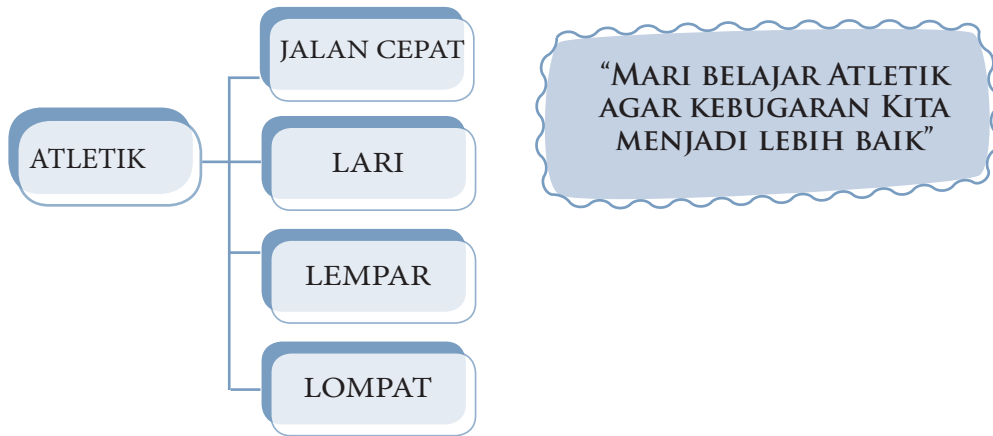 ATLETIK
JALAN CEPAT
LARI
LEMPAR
LOMPAT
“MARI BELAJAR ATLETIK
AGAR KEBUGARAN KITA
MENJADI LEBIH BAIK”